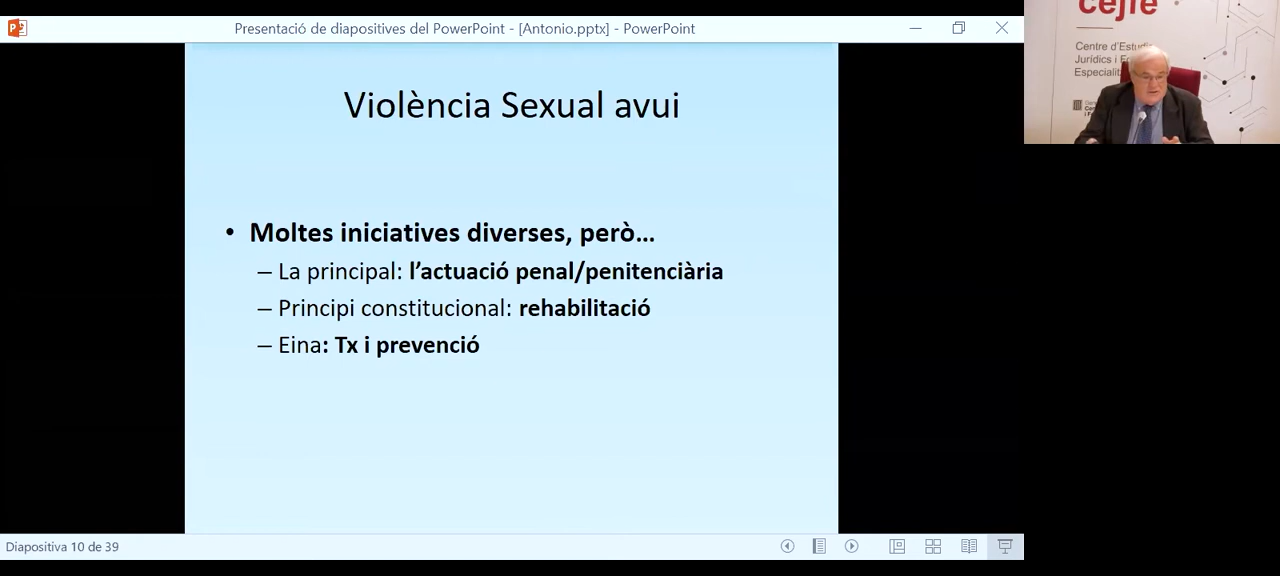 Presentació de diapositives del PowerPoint - [Antonio.pptx] - PowerPoint
Violència Sexual avui
• Moltes iniciatives diverses, però...
– La principal: l’actuació penal/penitenciària
– Principi constitucional: rehabilitació
– Eina: Tx i prevenció
Diapositiva 10 de 39
cejfe
Centre d'Estudis
Jurídics i
Especialit